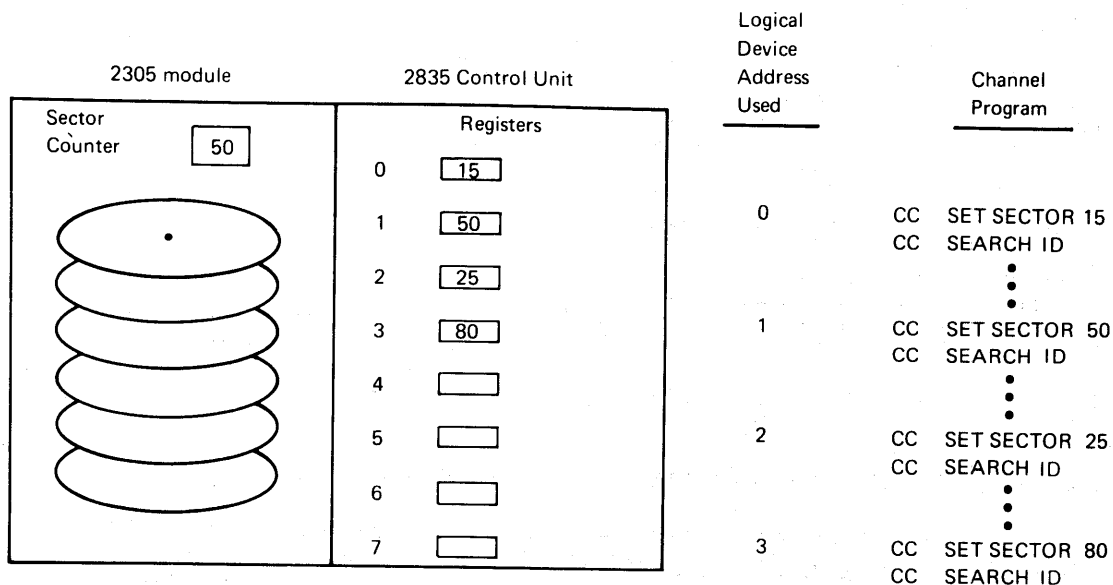 Logical
Device
Address
Used
2305 module
2835 Control Unit
Channel
Program
Sector
Counter
50
Registers
0 15
1 50
2 25
3 80
4
5
6
7
0 CC SET SECTOR 15
CC SEARCH ID
1 CC SET SECTOR 50
CC SEARCH ID
2 CC SET SECTOR 25
CC SEARCH ID
3 CC SET SECTOR 80
CC SEARCH ID